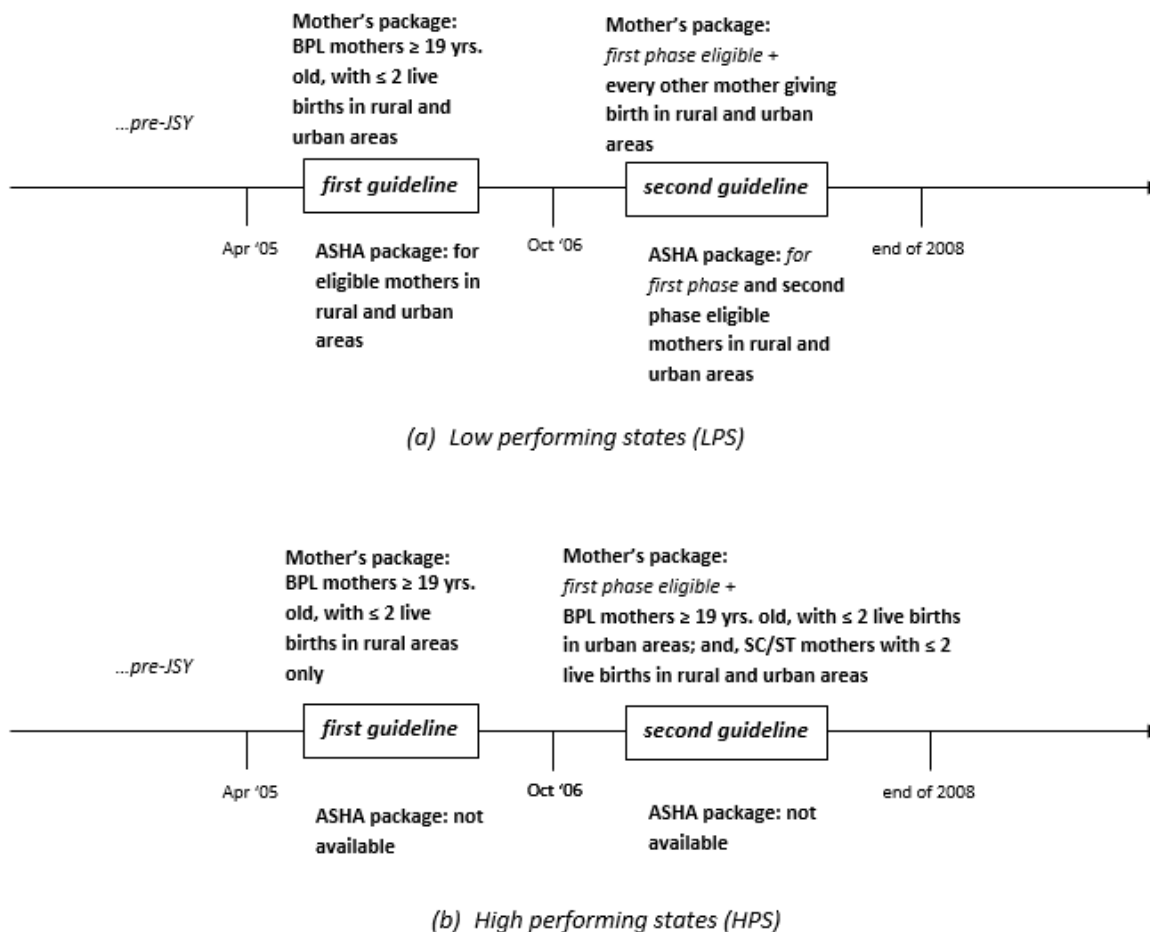 Mother's package:
BPL mothers ≥ 19 yrs.
old, with ≤ 2 live
births in rural and
urban areas
Mother's package:
first phase eligible +
every other mother giving
birth in rural and urban
areas
...pre-JSY
first guideline
second guideline
Apr '05
Oct '06
end of 2008
ASHA package: for
eligible mothers in
rural and urban
areas
ASHA package: for
first phase and second
phase eligible
mothers in rural and
urban areas
(a) Low performing states (LPS)
Mother's package:
BPL mothers ≥ 19 yrs.
old, with ≤ 2 live
births in rural areas
only
Mother's package:
first phase eligible +
BPL mothers ≥ 19 yrs. old, with ≤ 2 live births
in urban areas; and, SC/ST mothers with ≤ 2
live births in rural and urban areas
...pre-JSY
first guideline
second guideline
Apr '05
Oct '06
end of 2008
ASHA package: not
available
ASHA package: not
available
(b) High performing states (HPS)